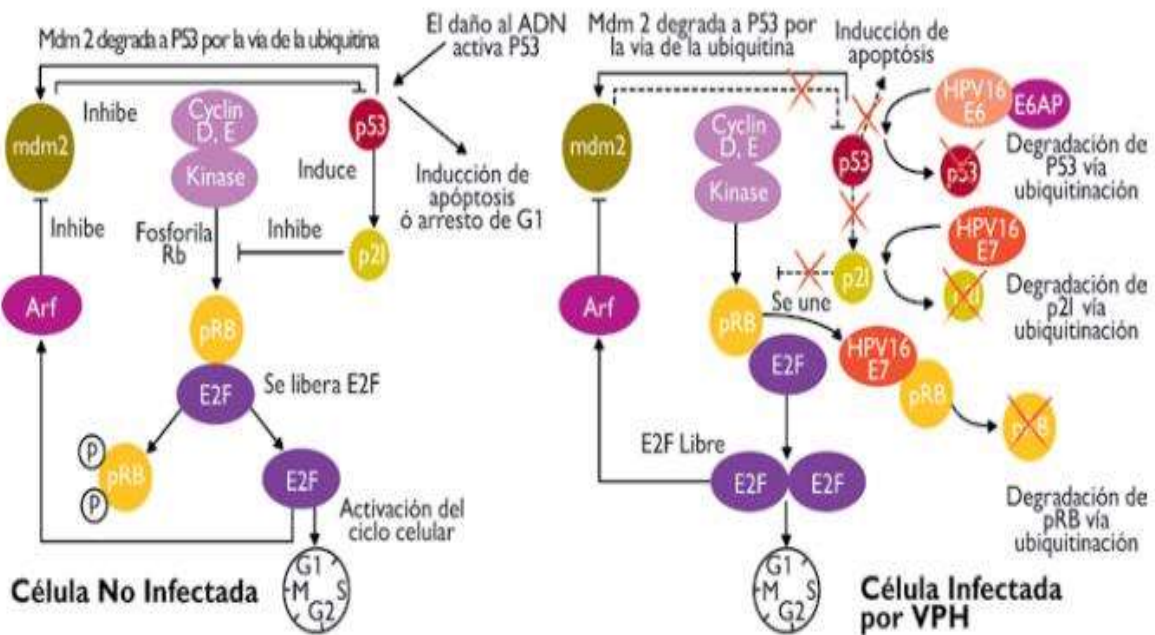 Mdm 2 degrada a P53 por la vía de la ubiquitina
El daño al ADN
activa P53
Inhibe
mdm2
Cyclin
D, E
Kinase
p53
Induce
Inducción de
apóptosis
ó arresto de G1
Inhibe
Fosforila
Rb
Inhibe
p21
Arf
pRB
E2F
Se libera E2F
P
pRB
P
E2F
Activación del
ciclo celular
G1
M S
G2
Célula No Infectada
Mdm 2 degrada a P53 por
la vía de la ubiquitina
Inducción de
apoptósis
mdm2
Cyclin
D, E
Kinase
p53
HPV16
E6
E6AP
p53
Degradación de
P53 vía
ubiquitinación
p21
HPV16
E7
p21
Degradación de
p21 vía
ubiquitinación
Arf
Se une
pRB
E2F
HPV16
E7
pRB
pRB
E2F Libre
E2F
E2F
Degradación de
pRB vía
ubiquitinación
G1
M S
G2
Célula Infectada
por VPH